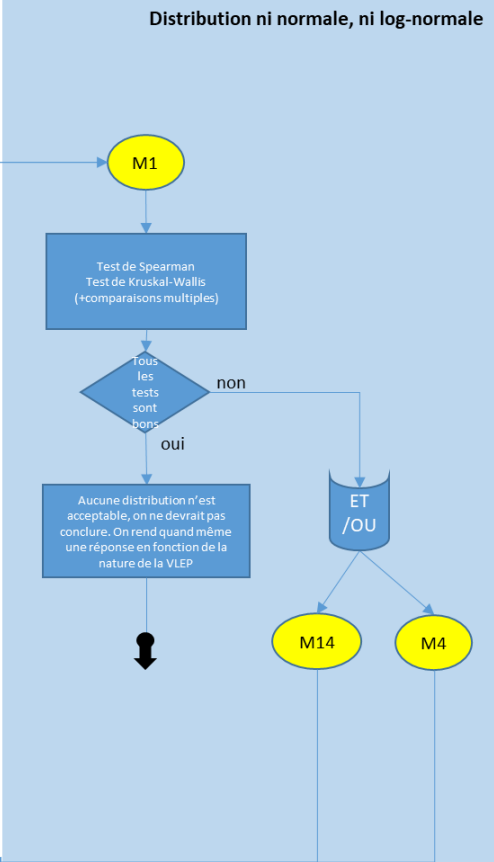 Distribution ni normale, ni log-normale
M1
Test de Spearman
Test de Kruskal-Wallis
(+comparaisons multiples)
Tous
les
tests
sont
bons
non
oui
Aucune distribution n’est
acceptable, on ne devrait pas
conclure. On rend quand même
une réponse en fonction de la
nature de la VLEP
ET
/OU
M14
M4